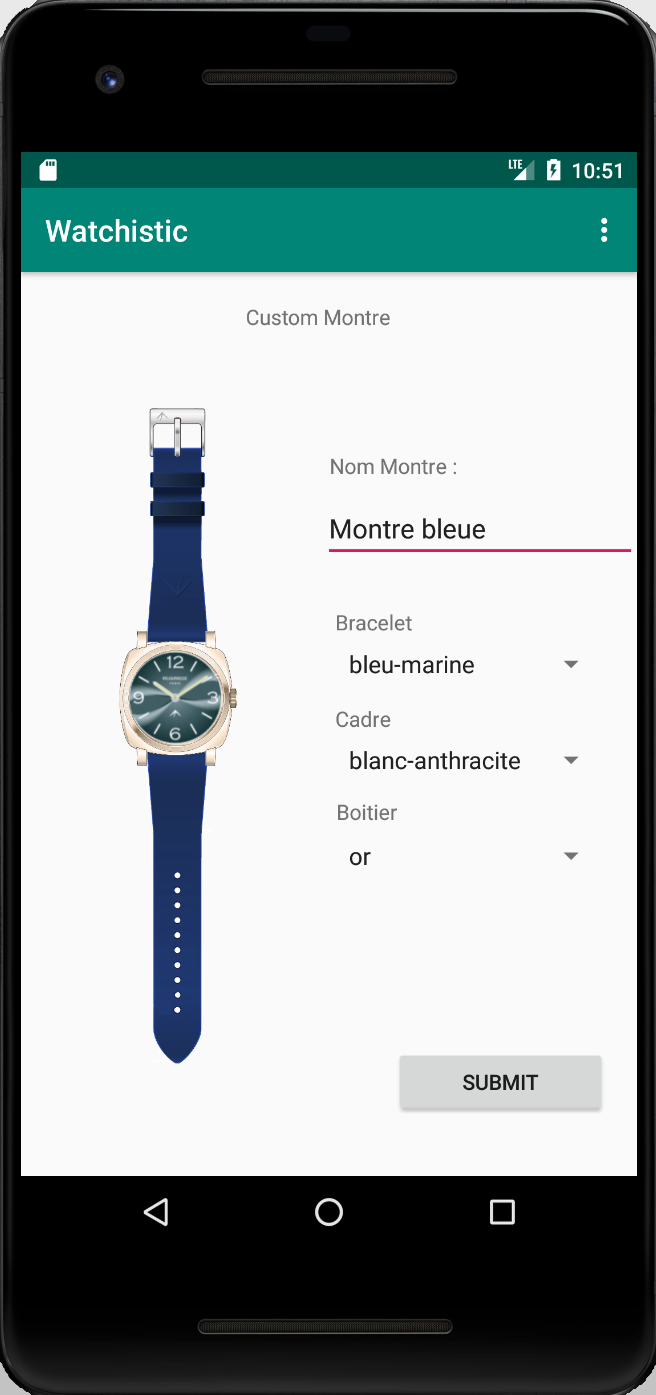 LTE 10:51
Watchistic
Custom Montre
Nom Montre :
Montre bleue
Bracelet
bleu-marine
12
9
3
6
Cadre
blanc-anthracite
Boitier
or
SUBMIT